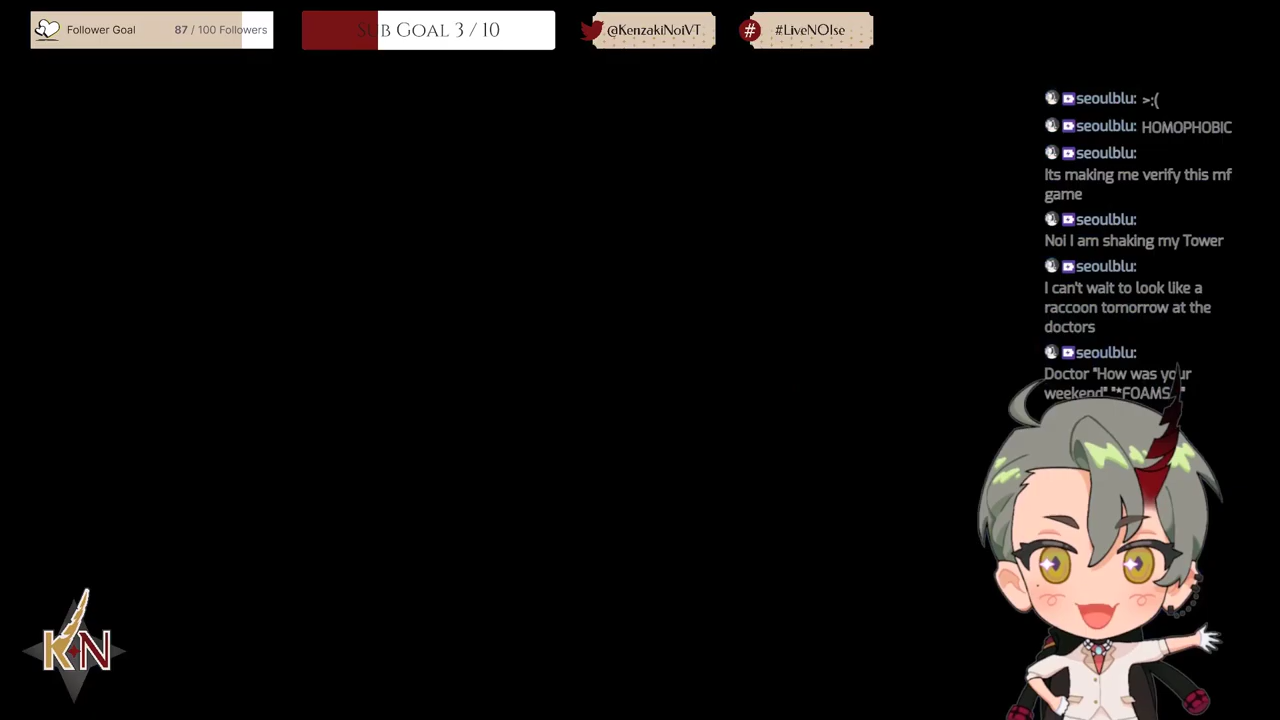 Follower Goal 87 / 100 Followers
Sub Goal 3 / 10
@KenzakiNoiVT
#LiveNOIse
seoulblu: >:(
seoulblu: HOMOPHOBIC
seoulblu:
Its making me verify this mf
game
seoulblu:
Noi I am shaking my Tower
seoulblu:
I can't wait to look like a
raccoon tomorrow at the
doctors
seoulblu:
Doctor "How was your
weekend" "*FOAMS
KN